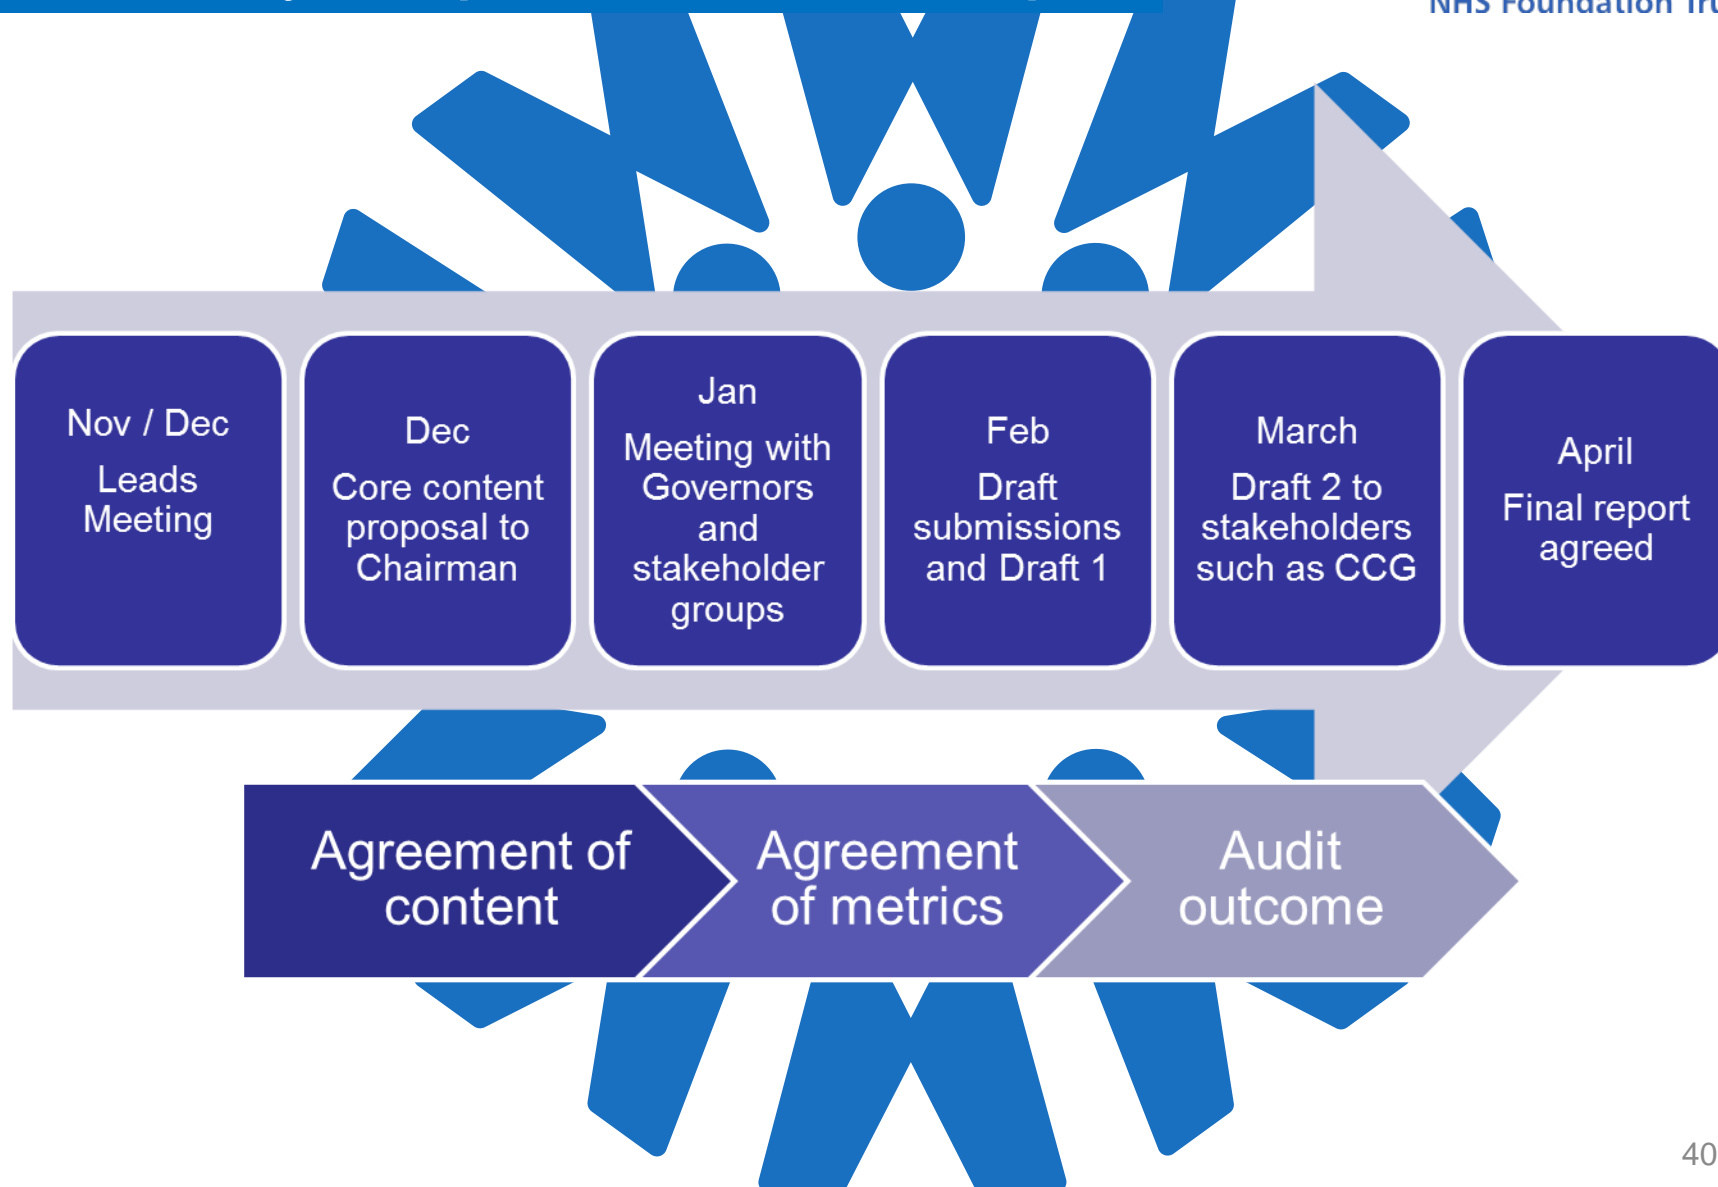 NHS Foundation
Nov / Dec
Leads
Meeting
Dec
Core content
proposal to
Chairman
Jan
Meeting with
Governors
and
stakeholder
groups
Feb
Draft
submissions
and Draft 1
March
Draft 2 to
stakeholders
such as CCG
April
Final report
agreed
Agreement of
content
Agreement
of metrics
Audit
outcome
40